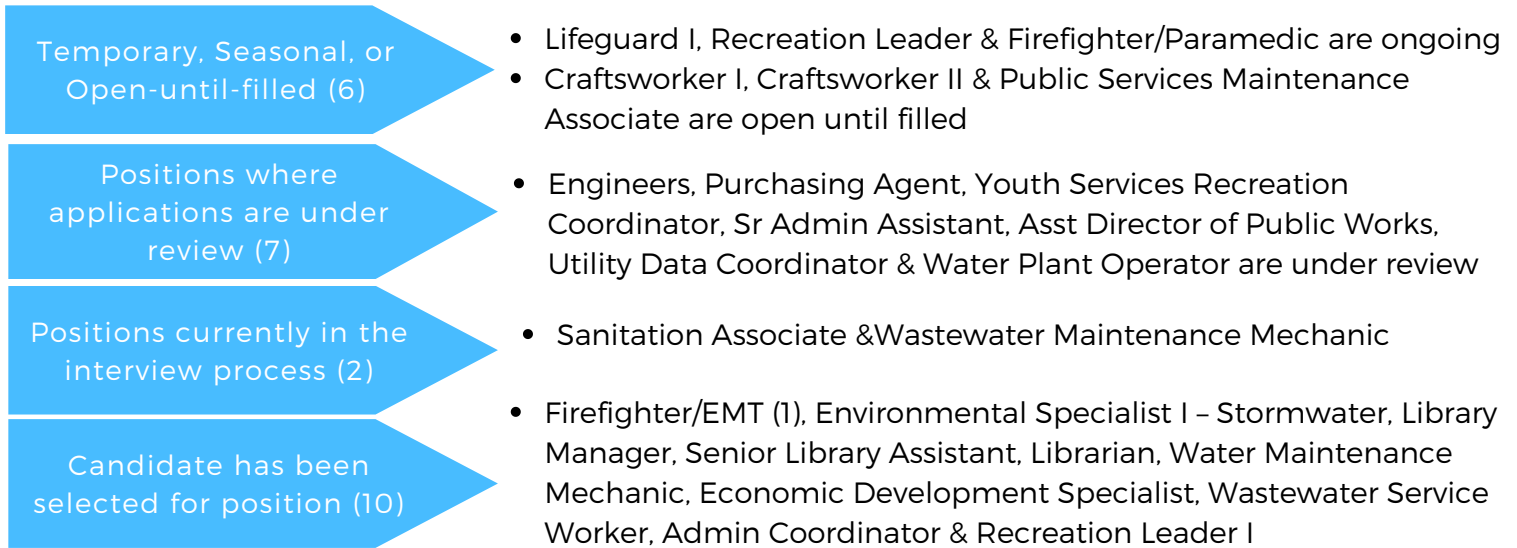 Temporary, Seasonal, or
Open-until-filled (6)
• Lifeguard I, Recreation Leader & Firefighter/Paramedic are ongoing
• Craftsworker I, Craftsworker II & Public Services Maintenance
Associate are open until filled
Positions where
applications are under
review (7)
• Engineers, Purchasing Agent, Youth Services Recreation
Coordinator, Sr Admin Assistant, Asst Director of Public Works,
Utility Data Coordinator & Water Plant Operator are under review
Positions currently in the
interview process (2)
• Sanitation Associate &Wastewater Maintenance Mechanic
Candidate has been
selected for position (10)
• Firefighter/EMT (1), Environmental Specialist I – Stormwater, Library
Manager, Senior Library Assistant, Librarian, Water Maintenance
Mechanic, Economic Development Specialist, Wastewater Service
Worker, Admin Coordinator & Recreation Leader I